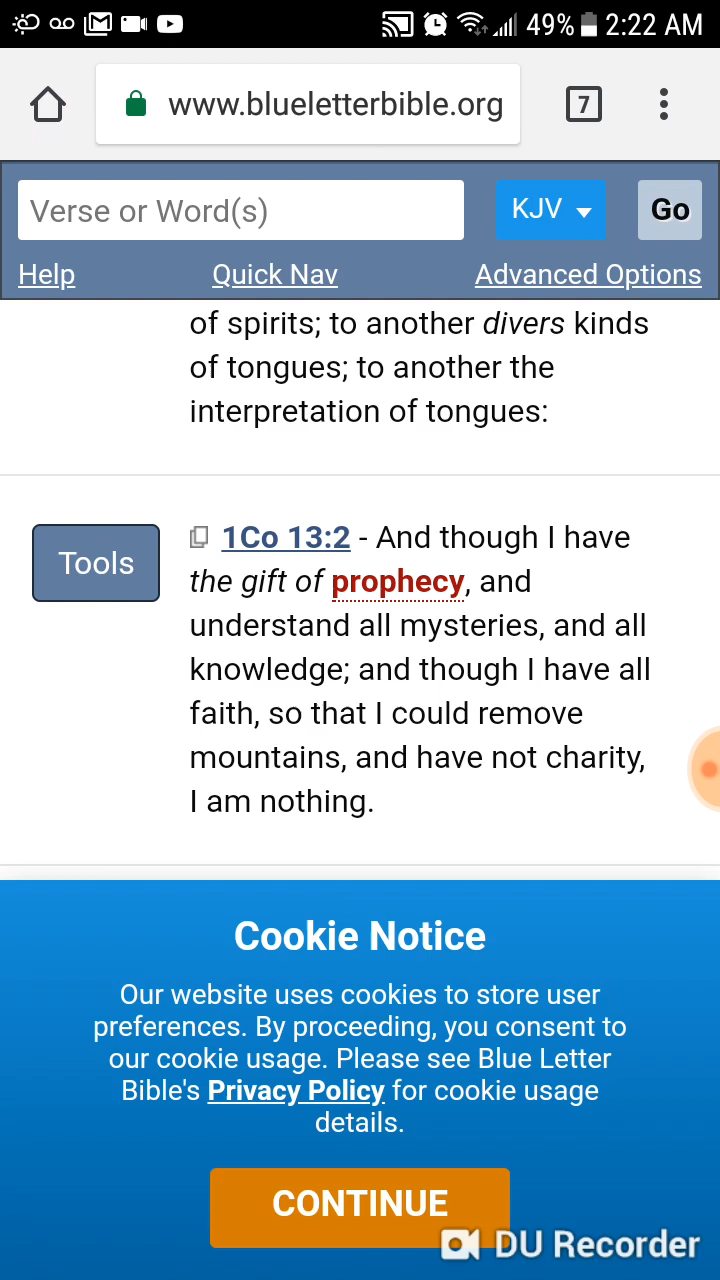 49% 2:22 AM
www.blueletterbible.org 7
Verse or Word(s) KJV Go
Help Quick Nav Advanced Options
of spirits; to another divers kinds
of tongues; to another the
interpretation of tongues:
Tools
1Co 13:2 - And though I have
the gift of prophecy, and
understand all mysteries, and all
knowledge; and though I have all
faith, so that I could remove
mountains, and have not charity,
I am nothing.
Cookie Notice
Our website uses cookies to store user
preferences. By proceeding, you consent to
our cookie usage. Please see Blue Letter
Bible's Privacy Policy for cookie usage
details.
CONTINUE
DU Recorder